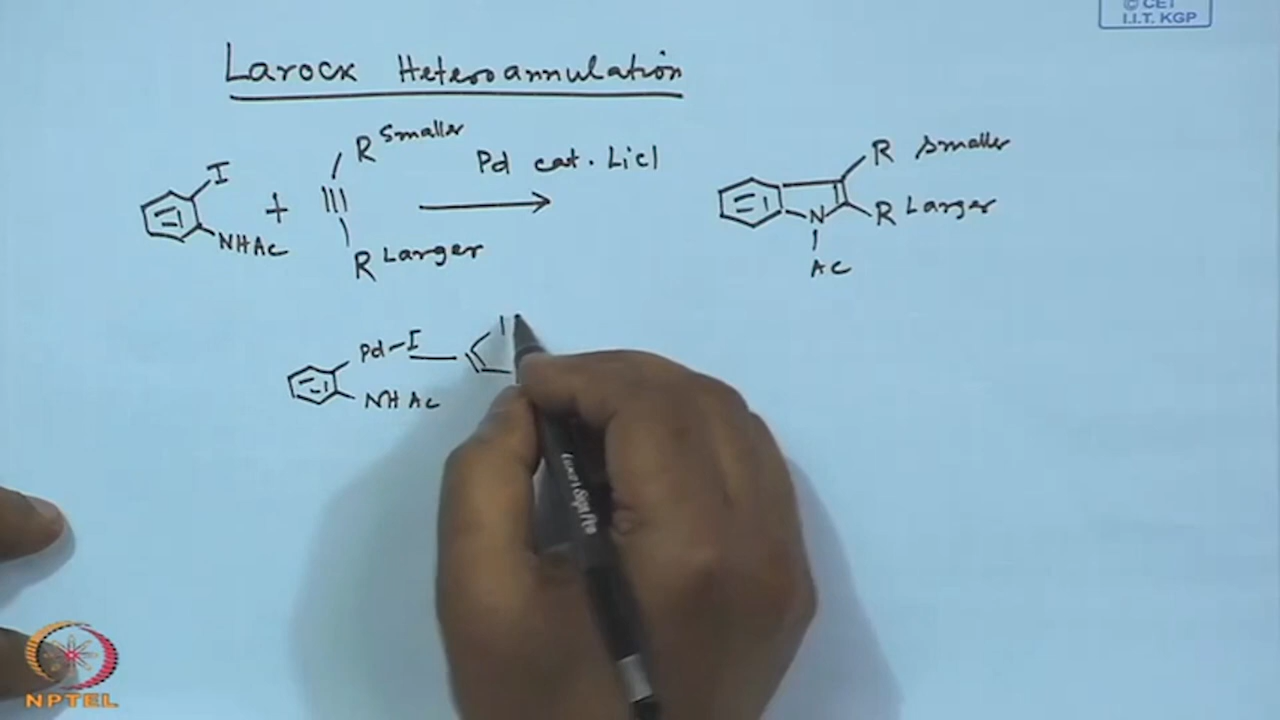 © CET
I.I.T. KGP
Larock Heteroannulation
I
NHAc
+
R Smaller
R Larger
Pd cat. LiCl
R Smaller
R Larger
N
Ac
Pd-I
NHAc
NPTEL